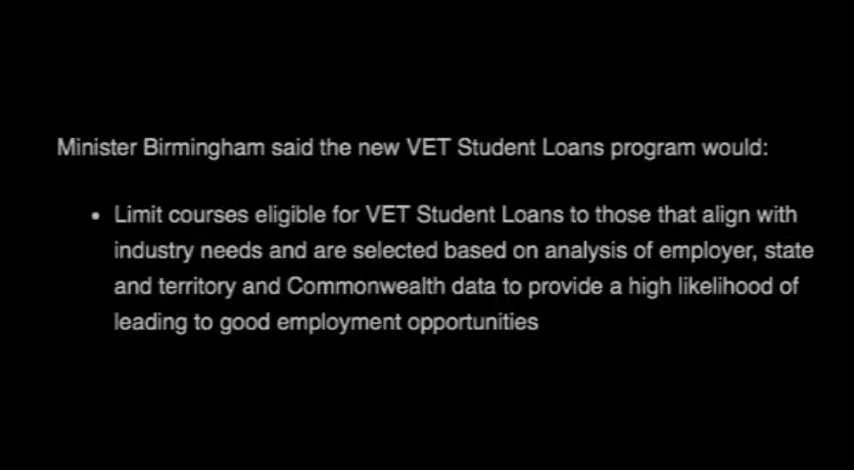 Minister Birmingham said the new VET Student Loans program would:
• Limit courses eligible for VET Student Loans to those that align with
industry needs and are selected based on analysis of employer, state
and territory and Commonwealth data to provide a high likelihood of
leading to good employment opportunities